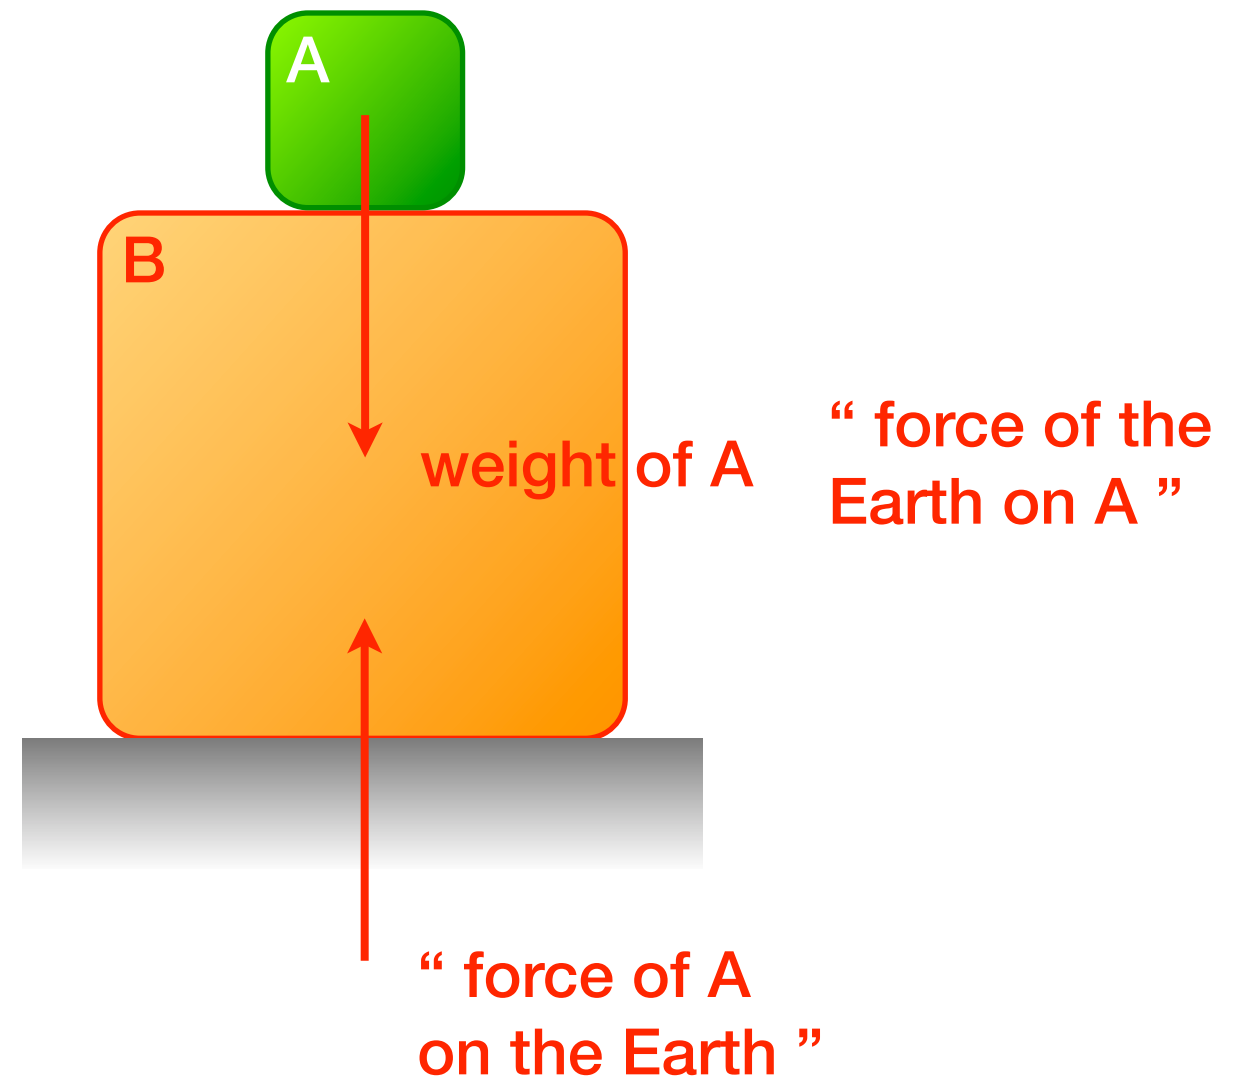 A
B
weight of A
“ force of the
Earth on A ”
“ force of A
on the Earth ”